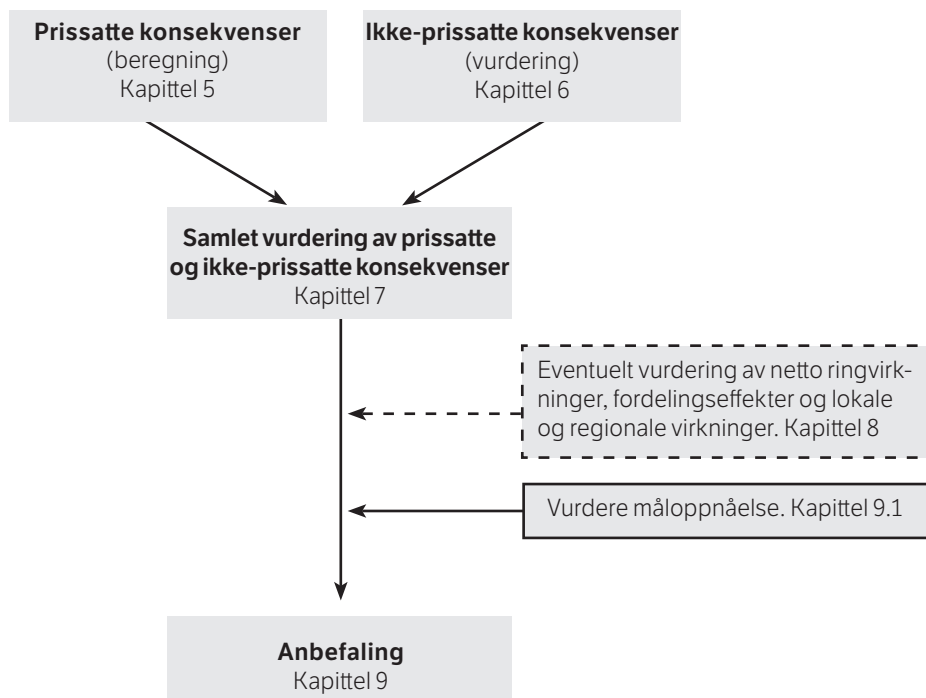 Prissatte konsekvenser
(beregning)
Kapittel 5
Ikke-prissatte konsekvenser
(vurdering)
Kapittel 6
Samlet vurdering av prissatte
og ikke-prissatte konsekvenser
Kapittel 7
Eventuelt vurdering av netto ringvirk-
ninger, fordelingseffekter og lokale
og regionale virkninger. Kapittel 8
Vurdere måloppnåelse. Kapittel 9.1
Anbefaling
Kapittel 9